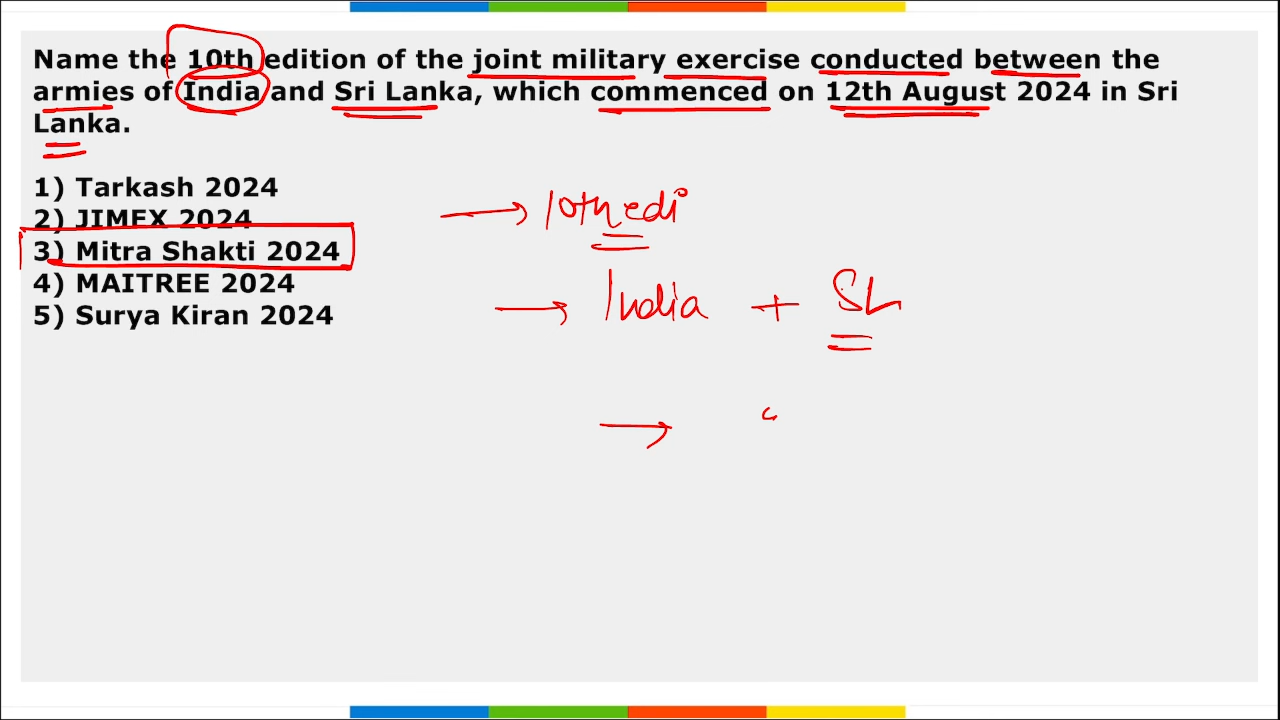 Name the 10th edition of the joint military exercise conducted between the
armies of India and Sri Lanka, which commenced on 12th August 2024 in Sri
Lanka.
1) Tarkash 2024
2) JIMEX 2024
3) Mitra Shakti 2024
4) MAITREE 2024
5) Surya Kiran 2024
10th edi
India + SL